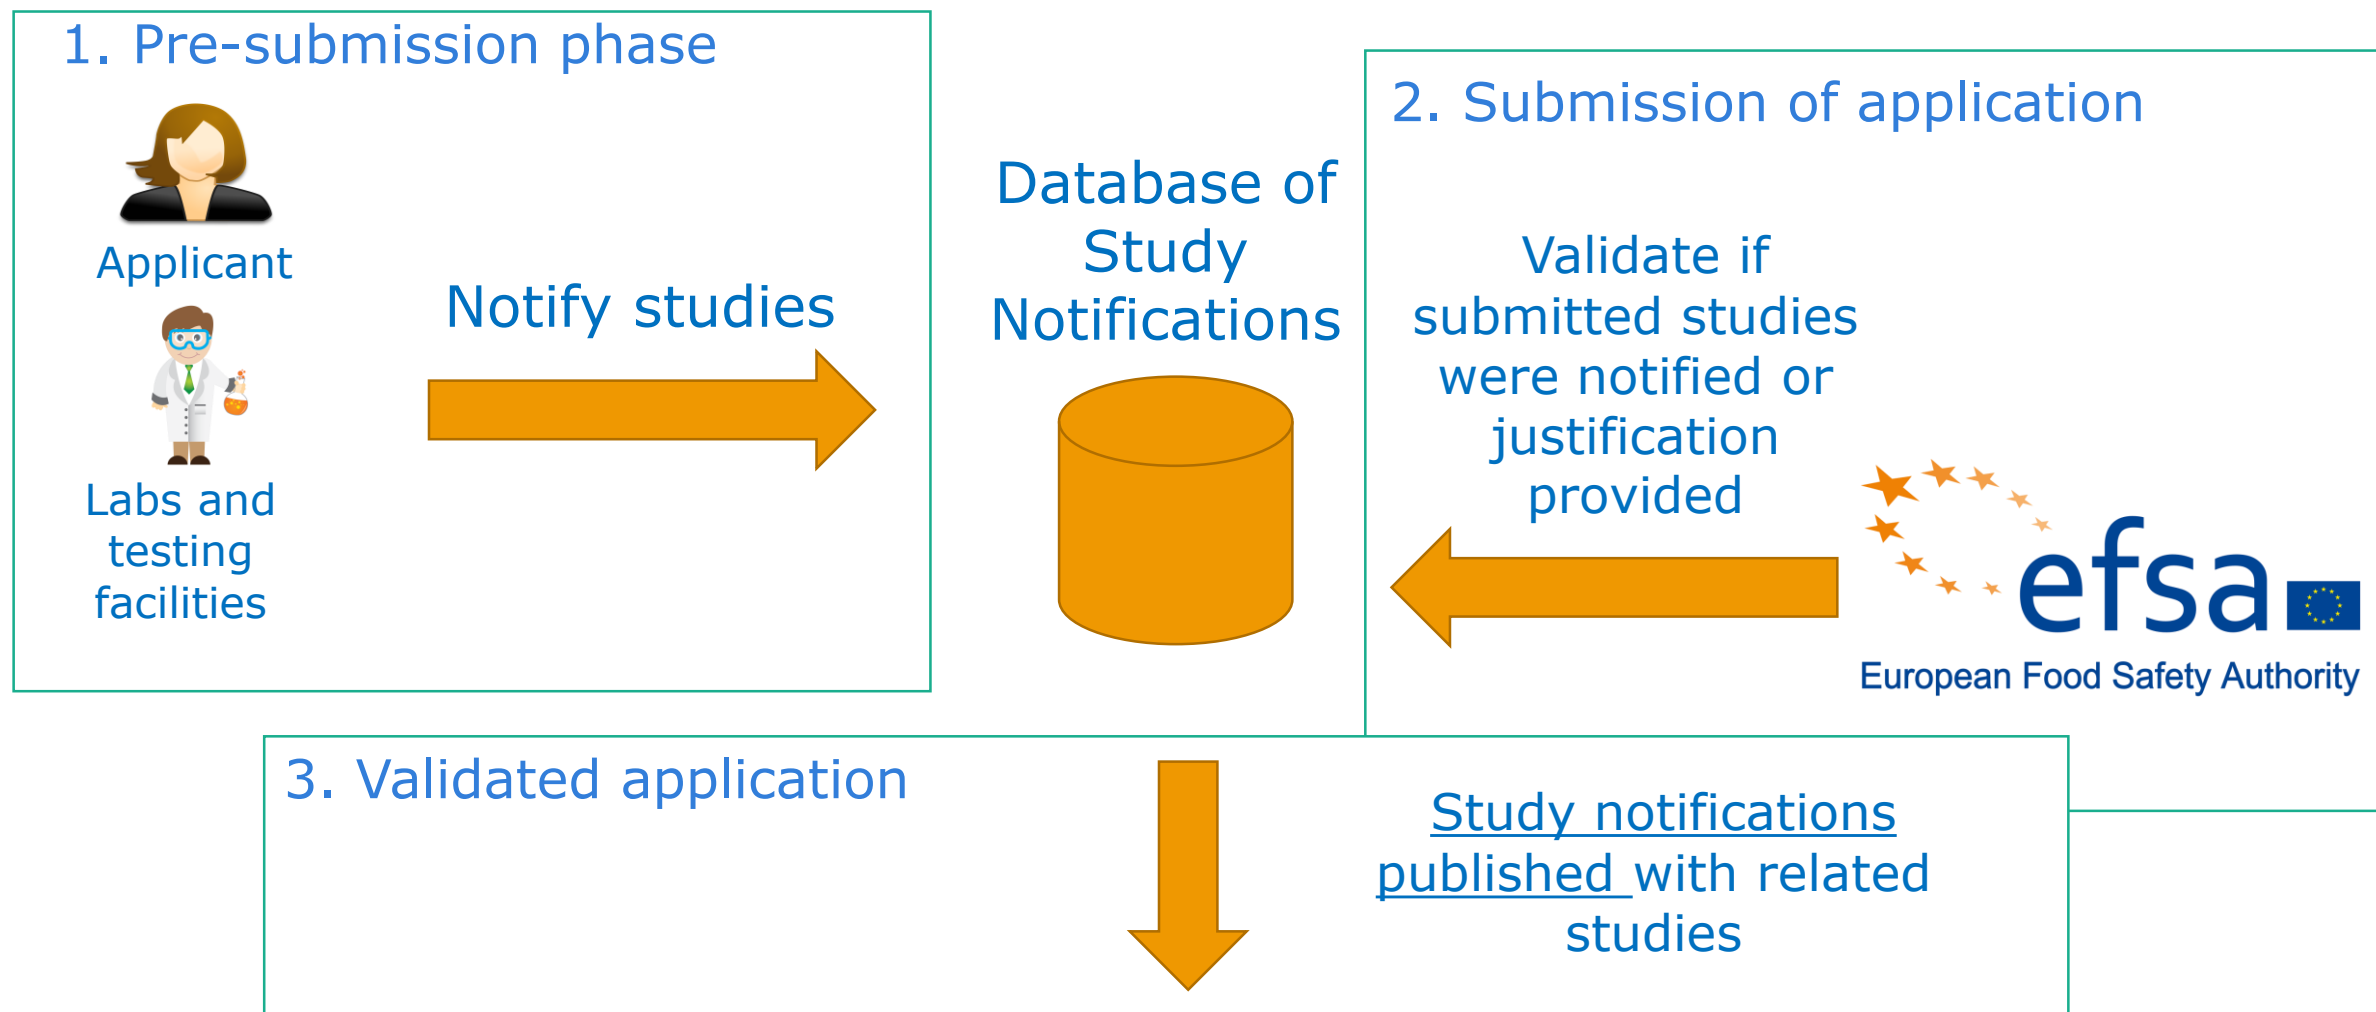 1. Pre-submission phase
Applicant
Labs and
testing
facilities
Notify studies
Database of
Study
Notifications
2. Submission of application
Validate if
submitted studies
were notified or
justification
provided
efsa
European Food Safety Authority
3. Validated application
Study notifications
published with related
studies